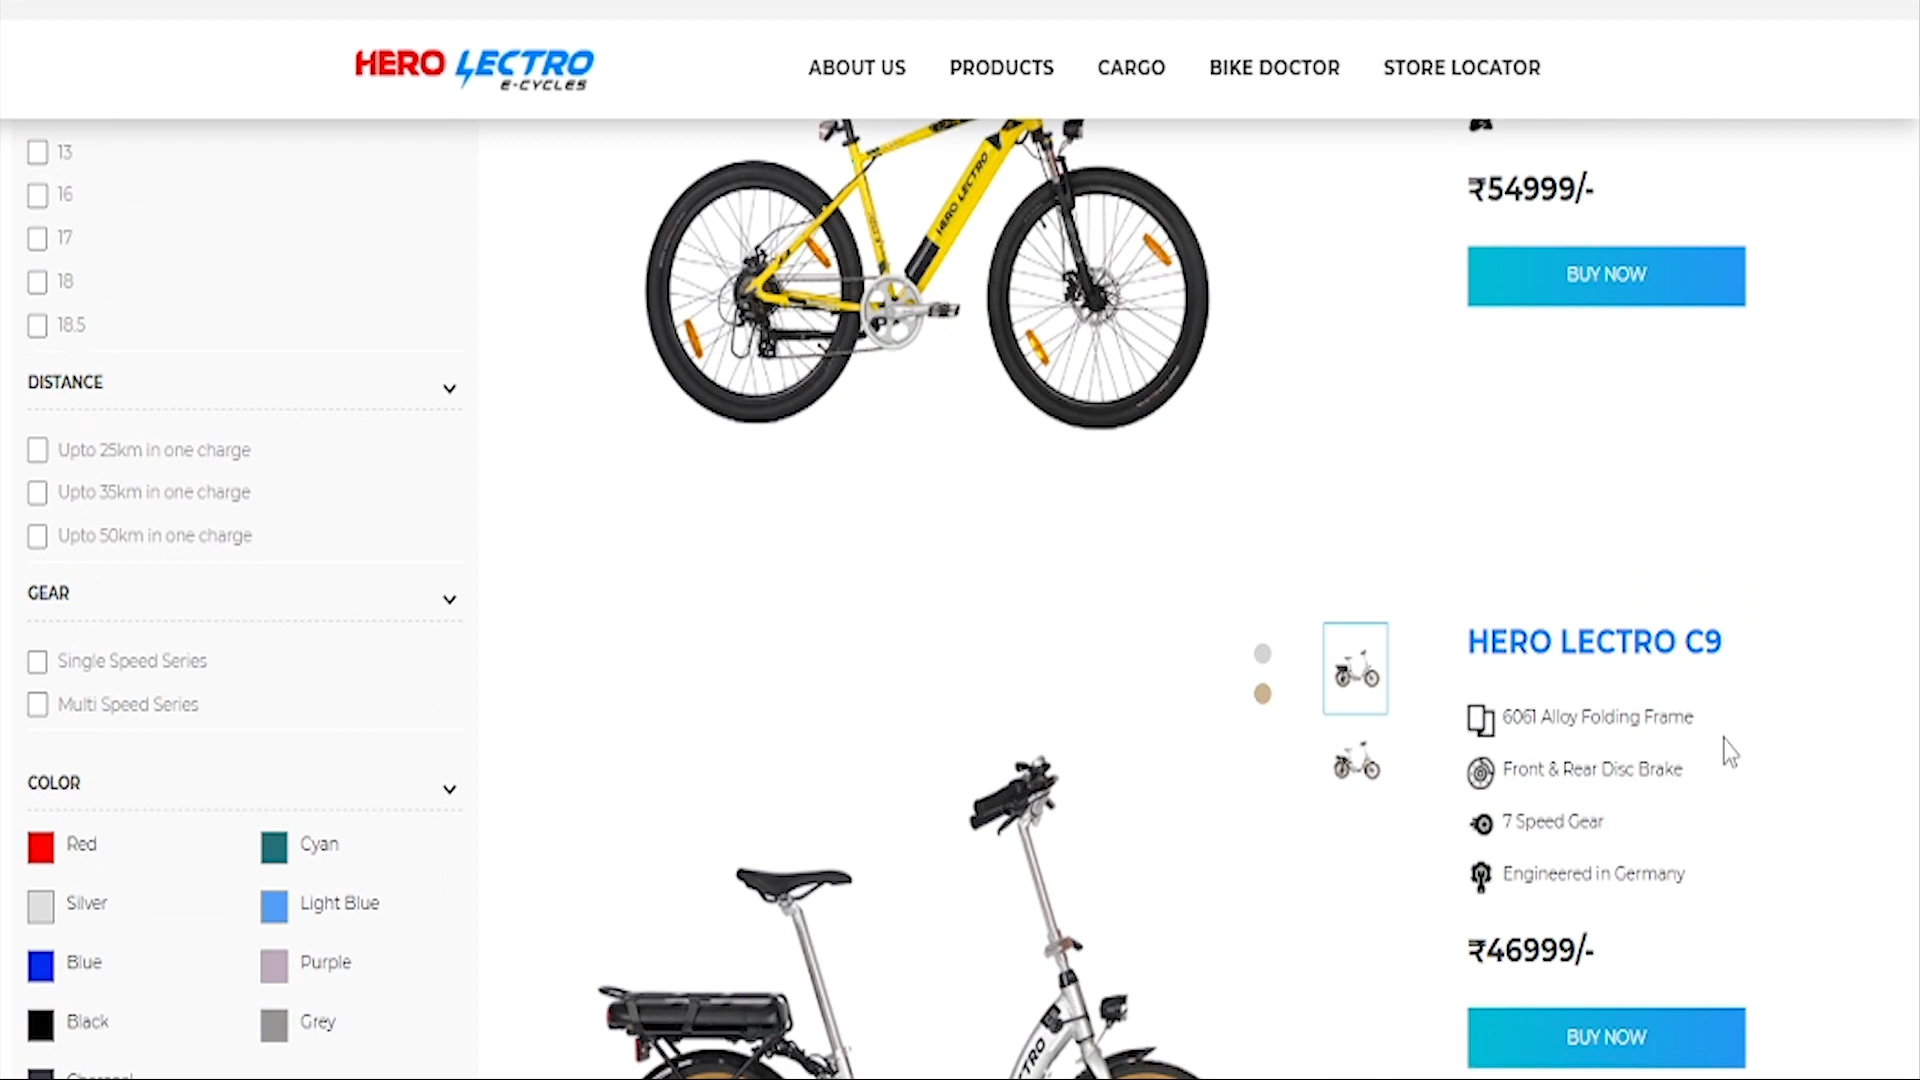 HERO LECTRO
E-CYCLES
ABOUT US PRODUCTS CARGO BIKE DOCTOR STORE LOCATOR
13
16
17
18
18.5
DISTANCE
Upto 25km in one charge
Upto 35km in one charge
Upto 50km in one charge
GEAR
Single Speed Series
Multi Speed Series
COLOR
Red Cyan
Silver Light Blue
Blue Purple
Black Grey
HERO LECTRO
₹54999/-
BUY NOW
HERO LECTRO C9
6061 Alloy Folding Frame
Front & Rear Disc Brake
7 Speed Gear
Engineered in Germany
₹46999/-
BUY NOW